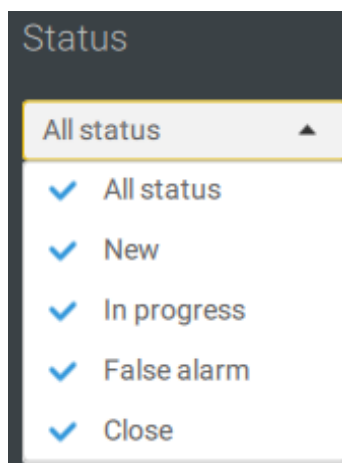 Status
All status
All status
New
In progress
False alarm
Close